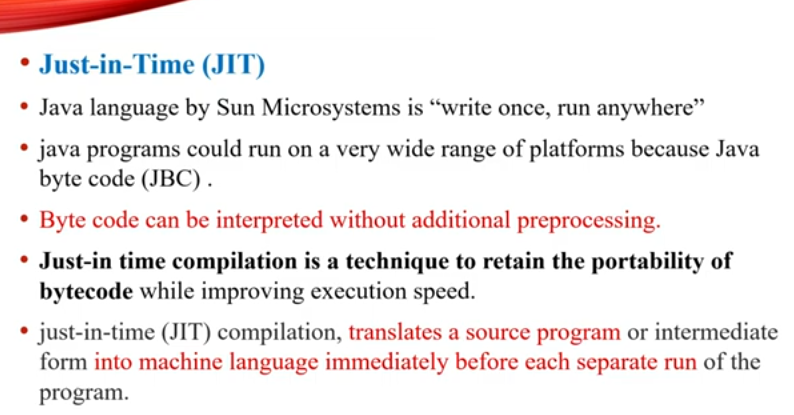 • Just-in-Time (JIT)
• Java language by Sun Microsystems is “write once, run anywhere”
• java programs could run on a very wide range of platforms because Java
byte code (JBC) .
• Byte code can be interpreted without additional preprocessing.
• Just-in time compilation is a technique to retain the portability of
bytecode while improving execution speed.
• just-in-time (JIT) compilation, translates a source program or intermediate
form into machine language immediately before each separate run of the
program.